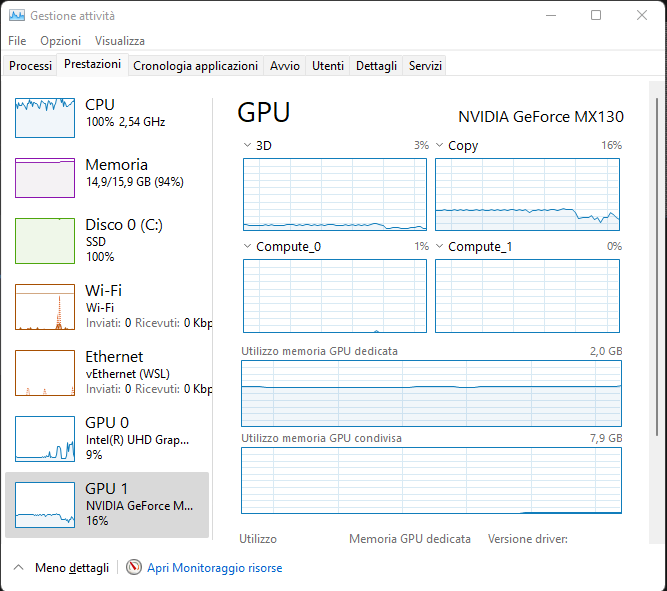 Gestione attività
File Opzioni Visualizza
Processi Prestazioni Cronologia applicazioni Avvio Utenti Dettagli Servizi
CPU
100% 2,54 GHz
Memoria
14,9/15,9 GB (94%)
Disco 0 (C:)
SSD
100%
Wi-Fi
Wi-Fi
Inviati: 0 Ricevuti: 0 Kbp
Ethernet
vEthernet (WSL)
Inviati: 0 Ricevuti: 0 Kbp
GPU 0
Intel(R) UHD Grap...
9%
GPU 1
NVIDIA GeForce M...
16%
GPU NVIDIA GeForce MX130
3D 3% Copy 16%
Compute_0 1% Compute_1 0%
Utilizzo memoria GPU dedicata 2,0 GB
Utilizzo memoria GPU condivisa 7,9 GB
Utilizzo Memoria GPU dedicata Versione driver:
Meno dettagli Apri Monitoraggio risorse